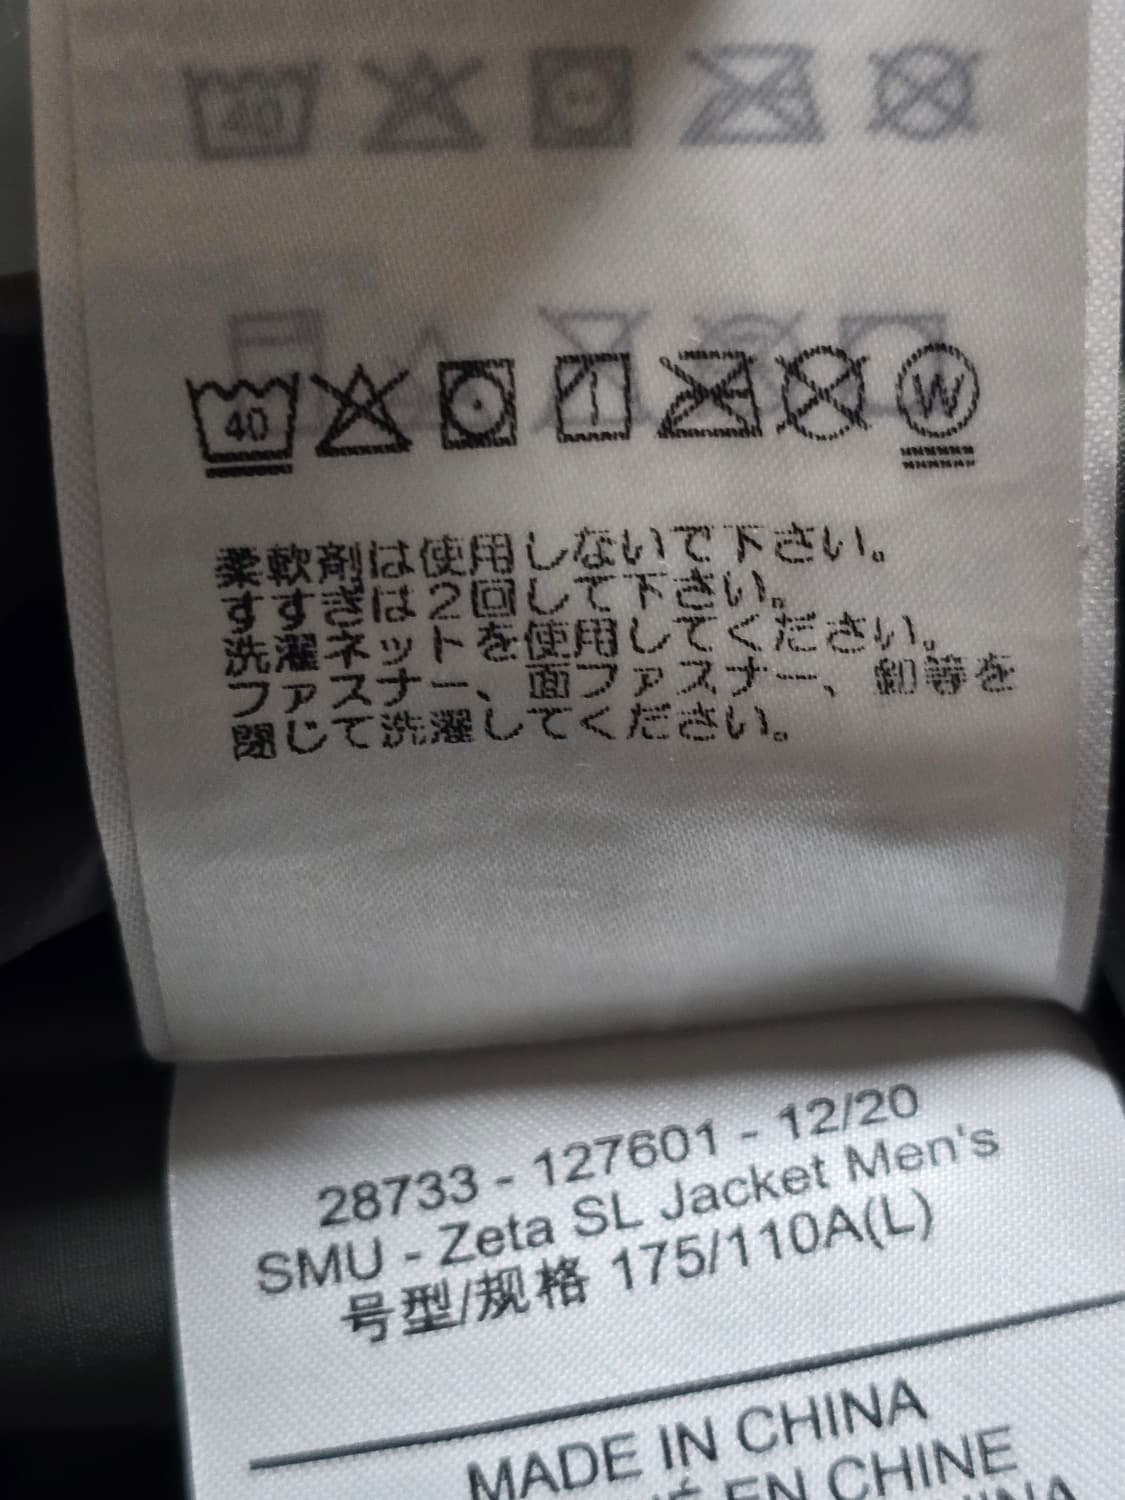 40
40
W
柔軟剤は使用しないで下さい。
すすぎは2回して下さい。
洗濯ネットを使用してください。
ファスナー、面ファスナー、釦等を
閉じて洗濯してください。
28733 - 127601 - 12/20
SMU - Zeta SL Jacket Men's
号型/规格 175/110A(L)
MADE IN CHINA
EN CHINE